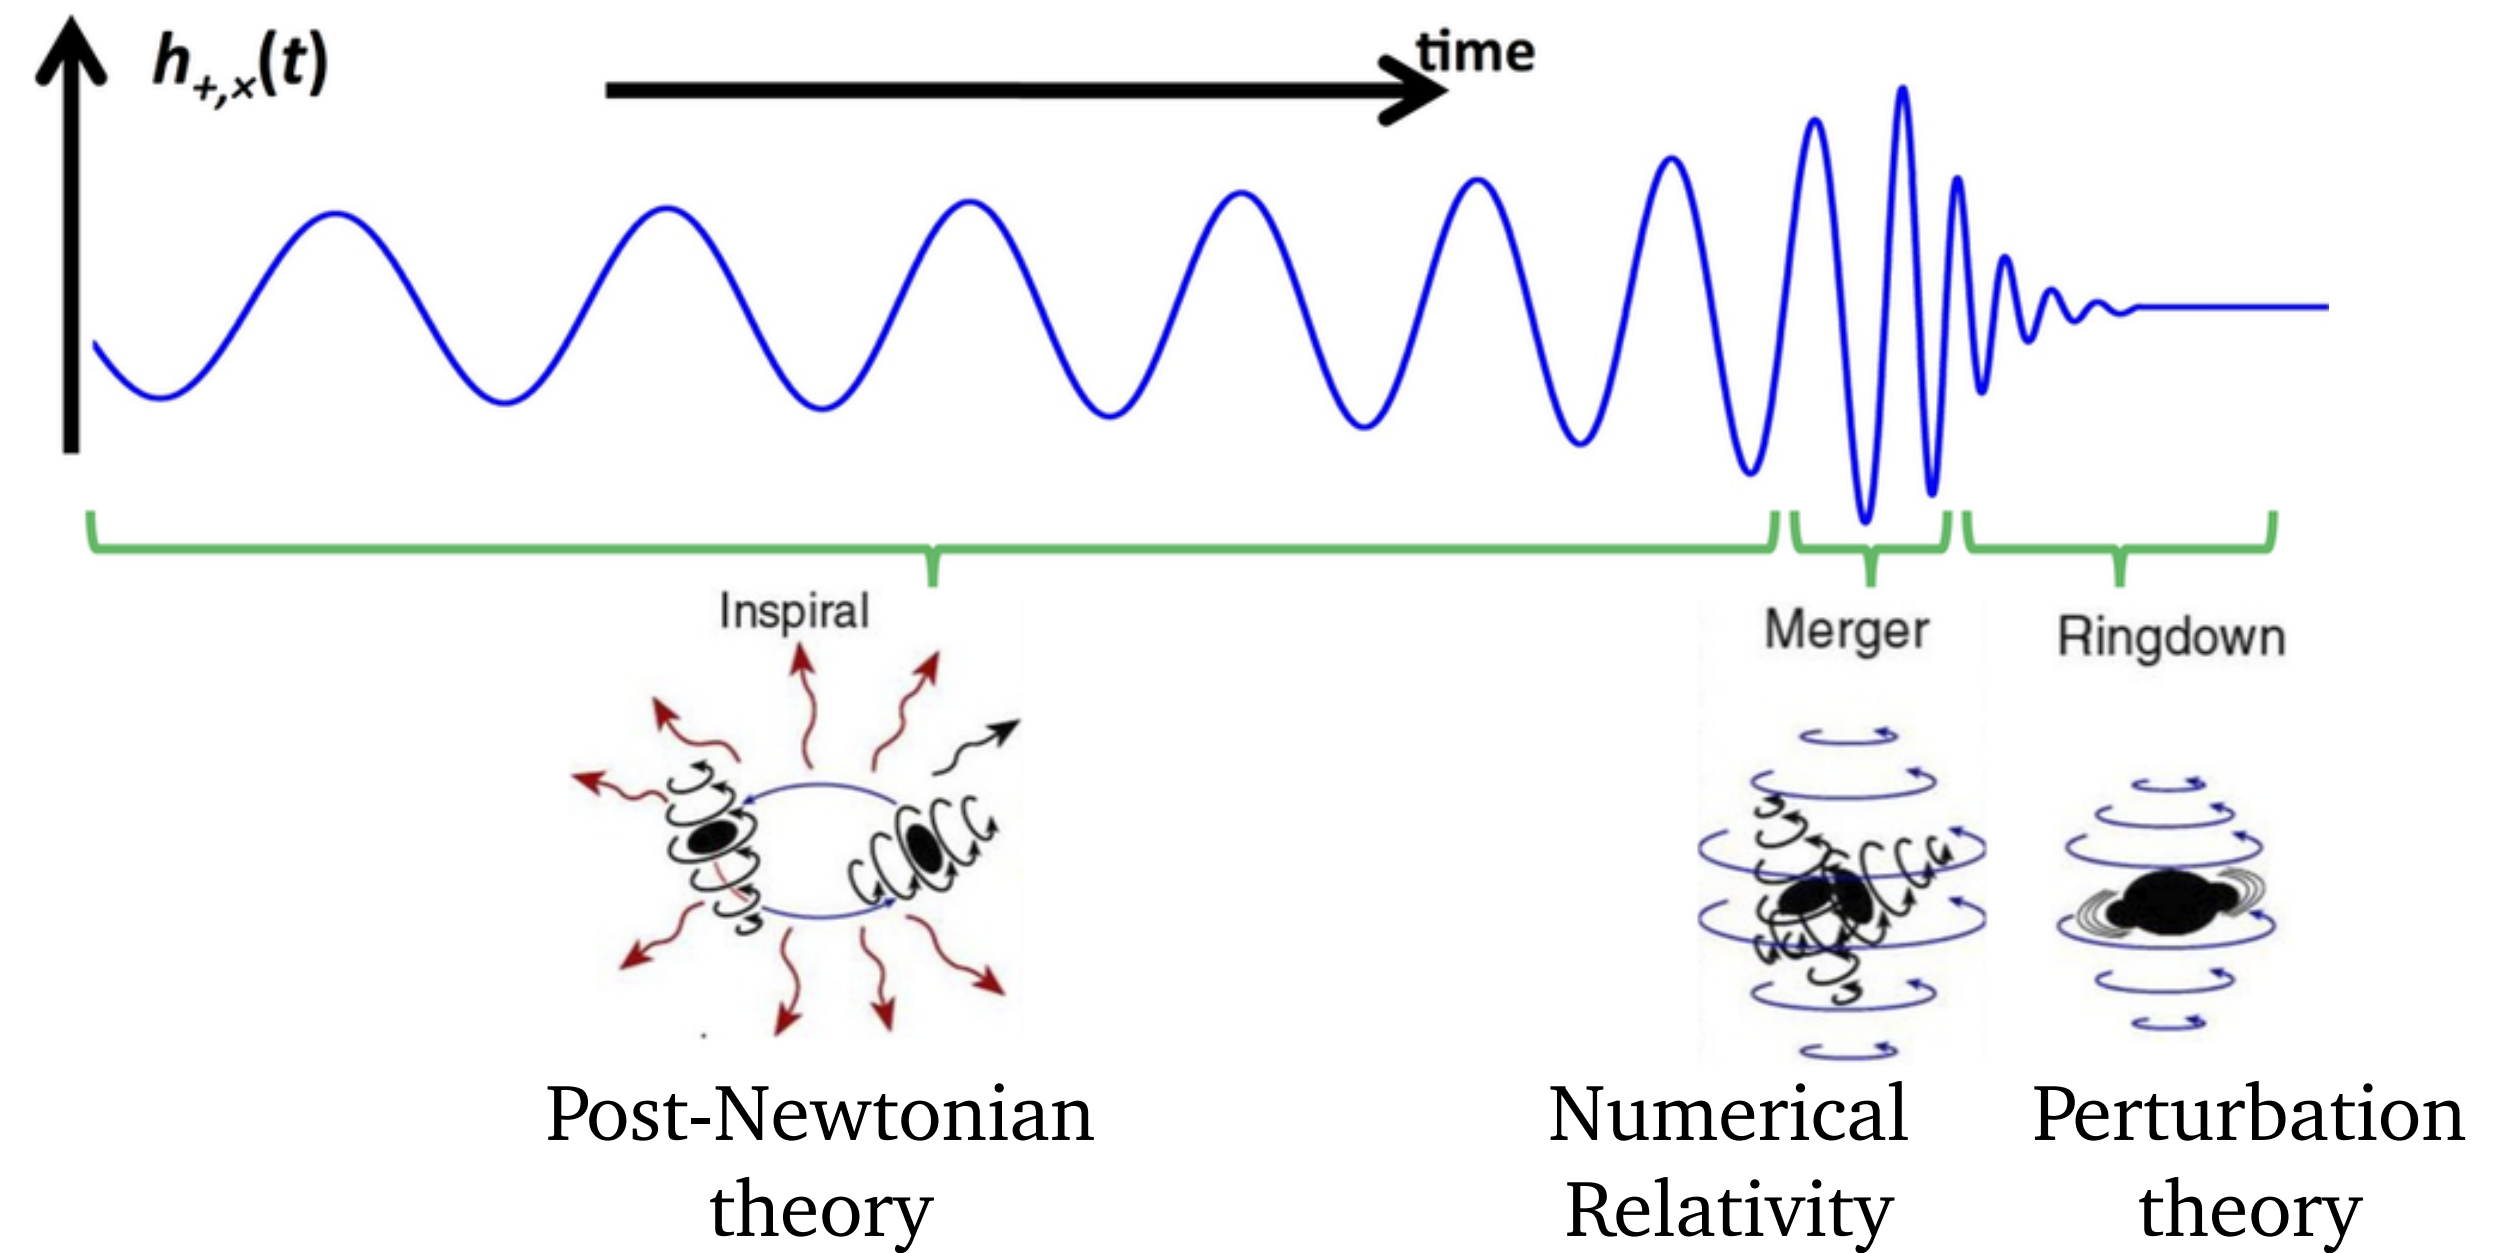 h+,×(t)
time
Inspiral
Merger
Ringdown
Post-Newtonian
theory
Numerical
Relativity
Perturbation
theory